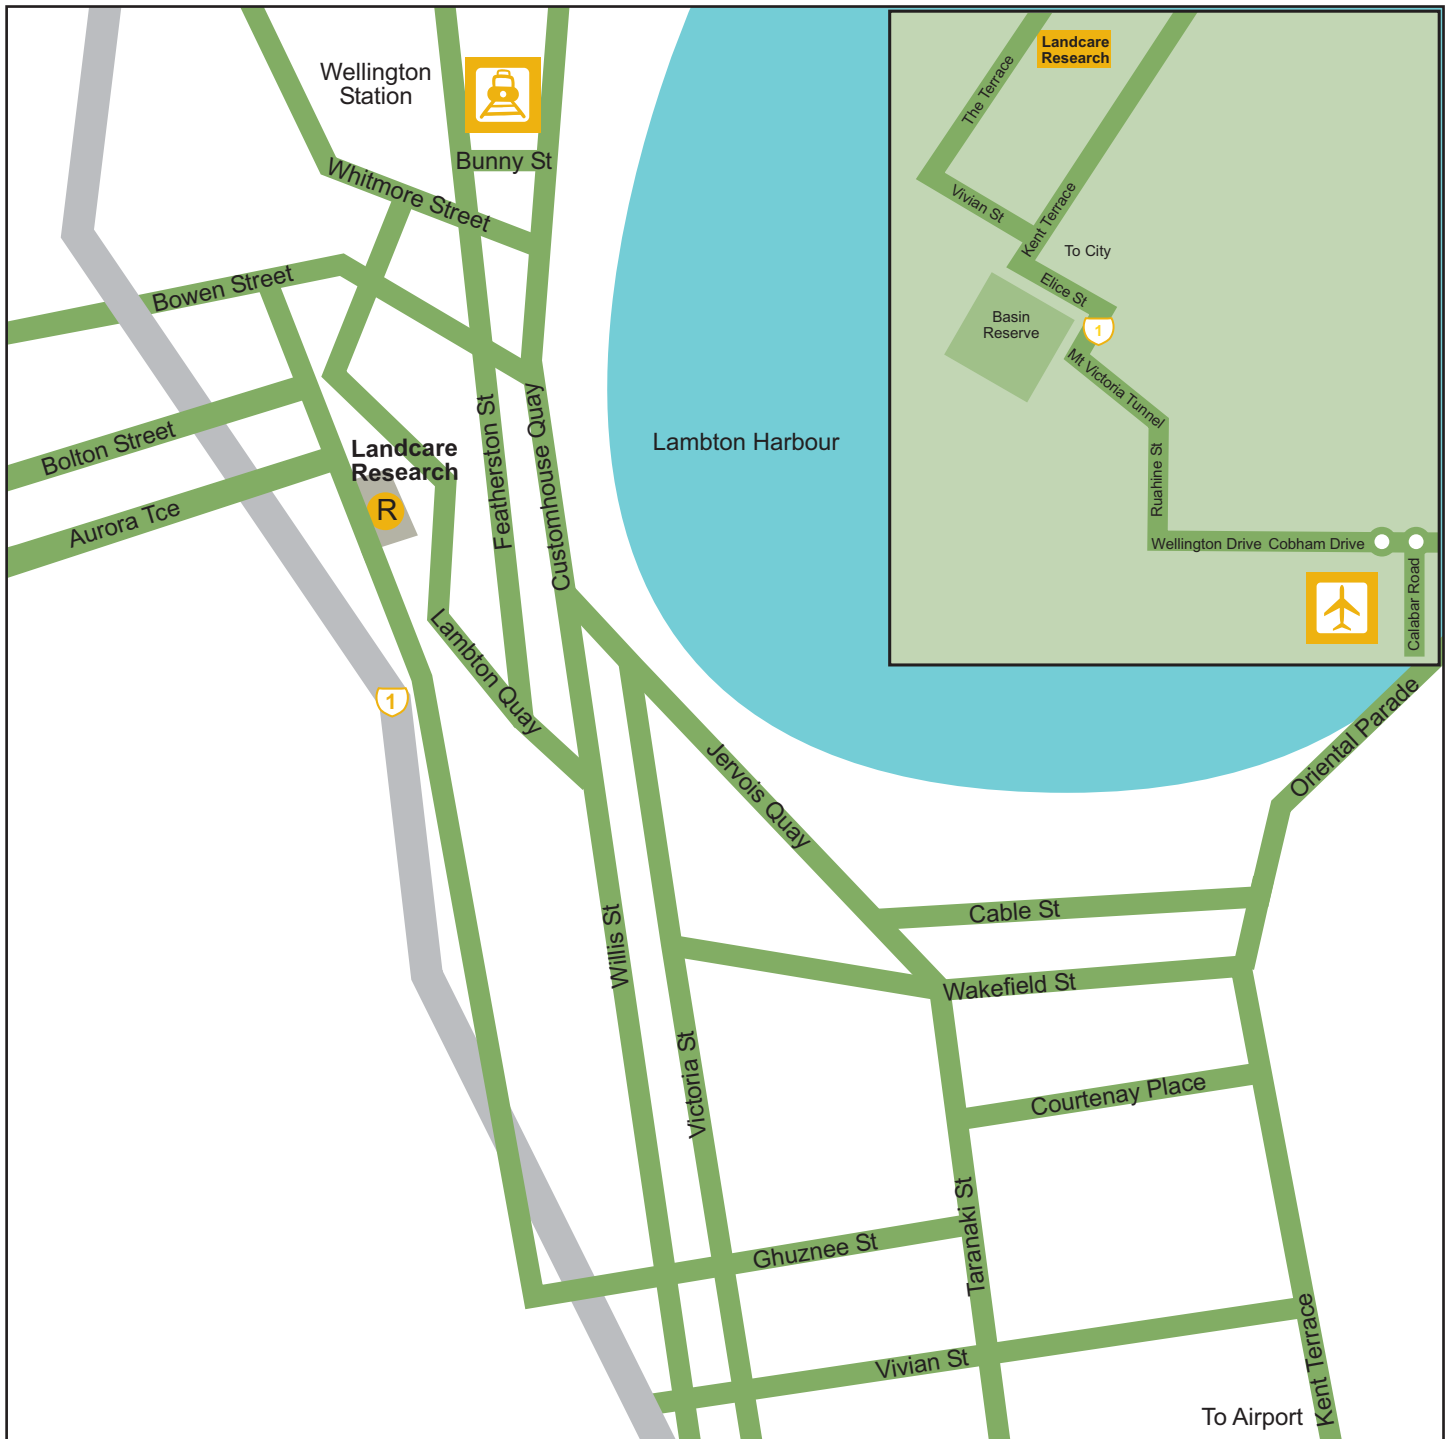 Wellington
Station
Bunny St
Whitmore Street
Bowen Street
Bolton Street
Aurora Tce
Landcare
Research
R
Featherston St
Customhouse Quay
Lambton Quay
1
Lambton Harbour
Jervois Quay
Oriental Parade
Cable St
Wakefield St
Willis St
Victoria St
Courtenay Place
Taranaki St
Ghuznee St
Vivian St
Kent Terrace
To Airport
Landcare
Research
The Terrace
Vivian St
Kent Terrace
To City
Elice St
Basin
Reserve
1
Mt Victoria Tunnel
Ruahine St
Wellington Drive
Cobham Drive
Calabar Road